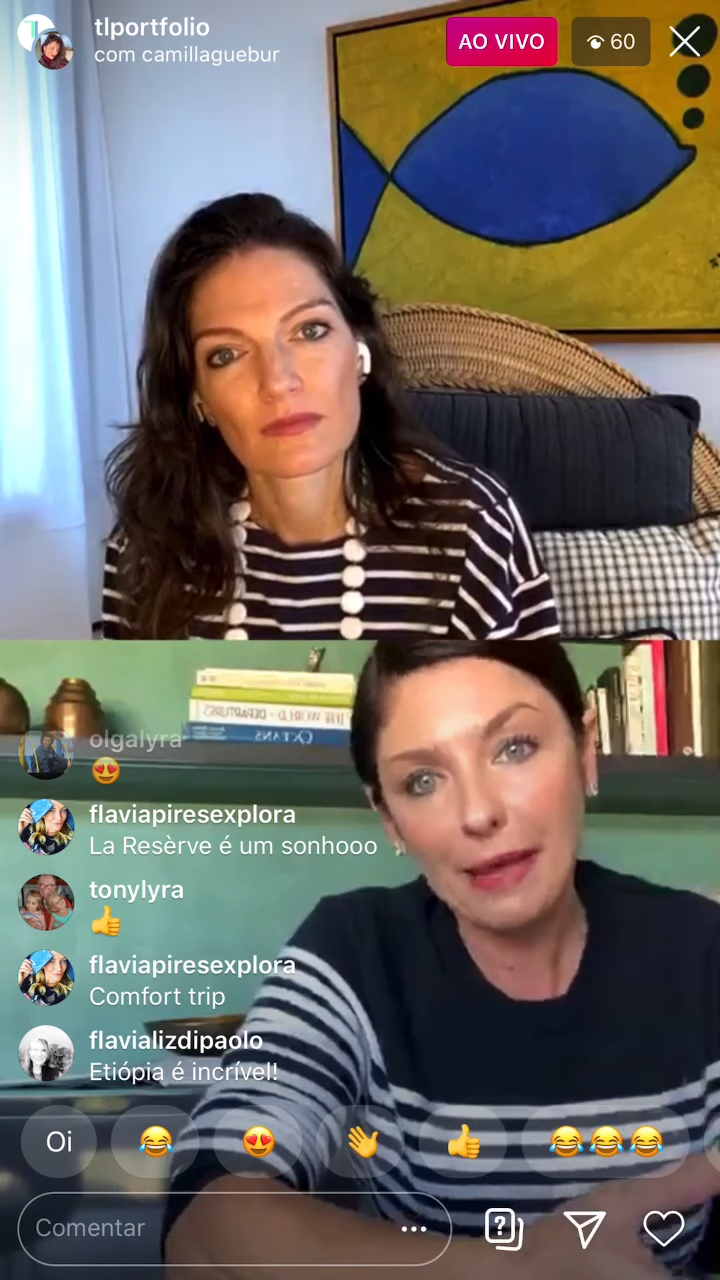 tlportfolio
com camillaguebur
AO VIVO
60
THE WORLD DEPARTURES
OCEANS
olgalyra
😍
flaviapiresexplora
La Resèrve é um sonhooo
tonylyra
👍
flaviapiresexplora
Comfort trip
flavializdipaolo
Etiópia é incrível!
Oi
😂
😍
👋
👍
😂😂😂
Comentar